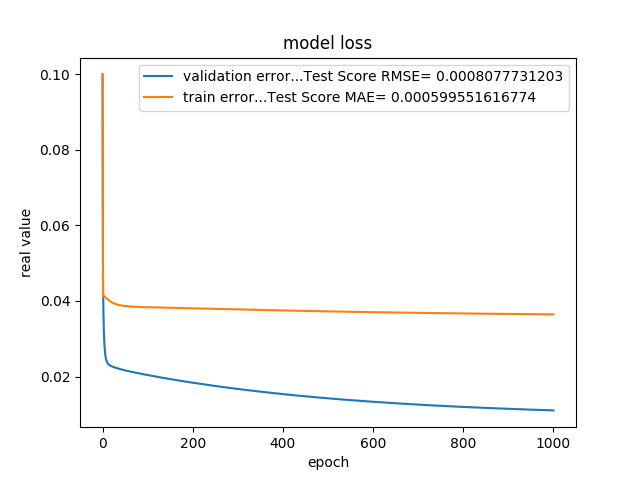 model loss
validation error...Test Score RMSE= 0.0008077731203
train error...Test Score MAE= 0.000599551616774
real value
0.10
0.08
0.06
0.04
0.02
0 200 400 600 800 1000
epoch